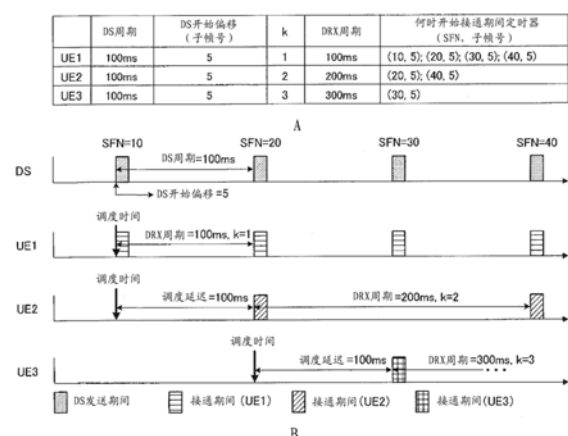 DS周期 DS开始偏移（子帧号） k DRX周期 何时开始接通期间定时器（SFN，子帧号）
UE1 100ms 5 1 100ms (10, 5); (20, 5); (30, 5); (40, 5)
UE2 100ms 5 2 200ms (20, 5); (40, 5)
UE3 100ms 5 3 300ms (30, 5)
A
SFN=10 SFN=20 SFN=30 SFN=40
DS DS周期=100ms
DS开始偏移=5
调度时间
UE1 DRX周期=100ms, k=1
调度时间
UE2 调度延迟=100ms DRX周期=200ms, k=2
调度时间
UE3 调度延迟=100ms DRX周期=300ms, k=3
DS发送期间 接通期间(UE1) 接通期间(UE2) 接通期间(UE3)
B